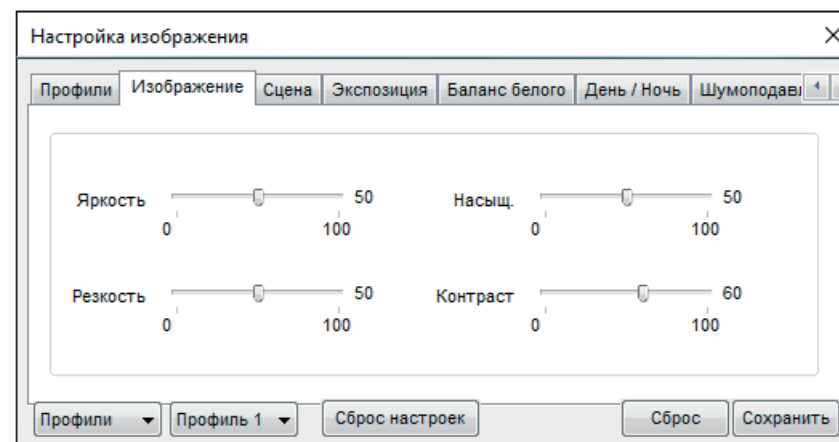 Настройка изображения
Профили Изображение Сцена Экспозиция Баланс белого День / Ночь
Яркость 50 Насыщ. 50
0 100 0 100
Резкость 50 Контраст 60
0 100 0 100
Профили Профиль 1 Сброс настроек Сброс Сохранить